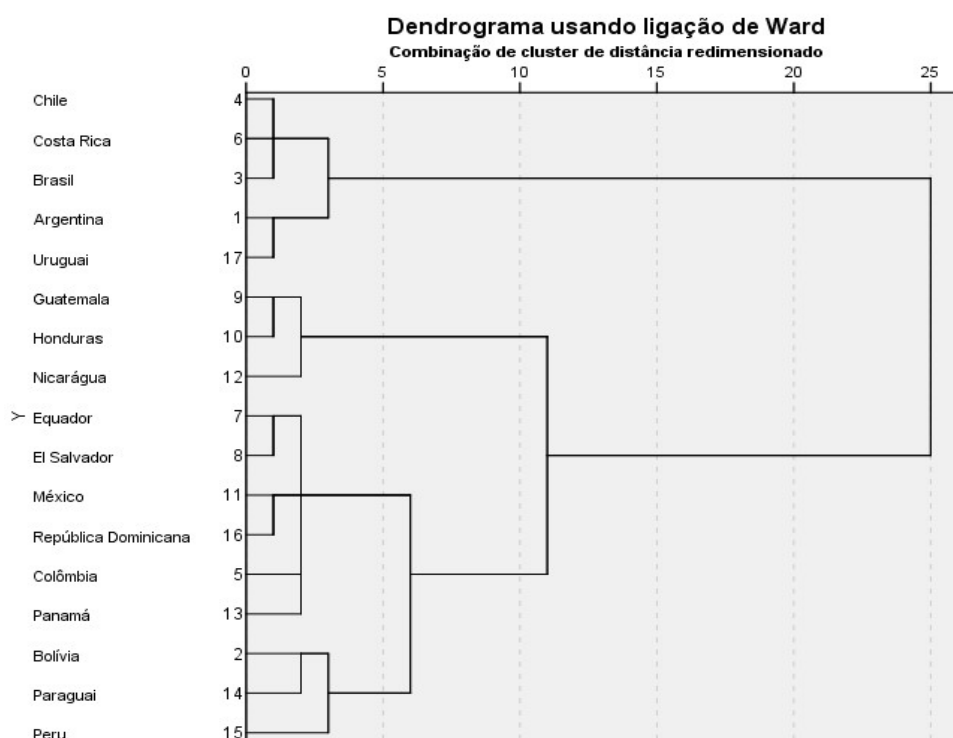 Dendrograma usando ligação de Ward
Combinação de cluster de distância redimensionado
0 5 10 15 20 25
Chile 4
Costa Rica 6
Brasil 3
Argentina 1
Uruguai 17
Guatemala 9
Honduras 10
Nicarágua 12
Y Equador 7
El Salvador 8
México 11
República Dominicana 16
Colômbia 5
Panamá 13
Bolívia 2
Paraguai 14
Peru 15